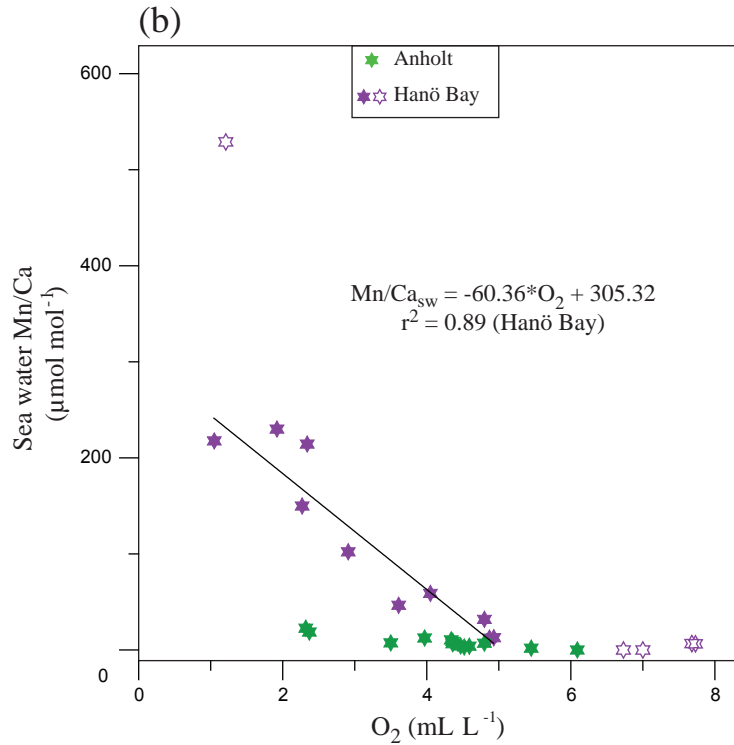 (b)
Anholt
Hanö Bay
600
400
200
0
Sea water Mn/Ca
(µmol mol⁻¹)
Mn/Ca_sw = -60.36*O₂ + 305.32
r² = 0.89 (Hanö Bay)
0 2 4 6 8
O₂ (mL L⁻¹)